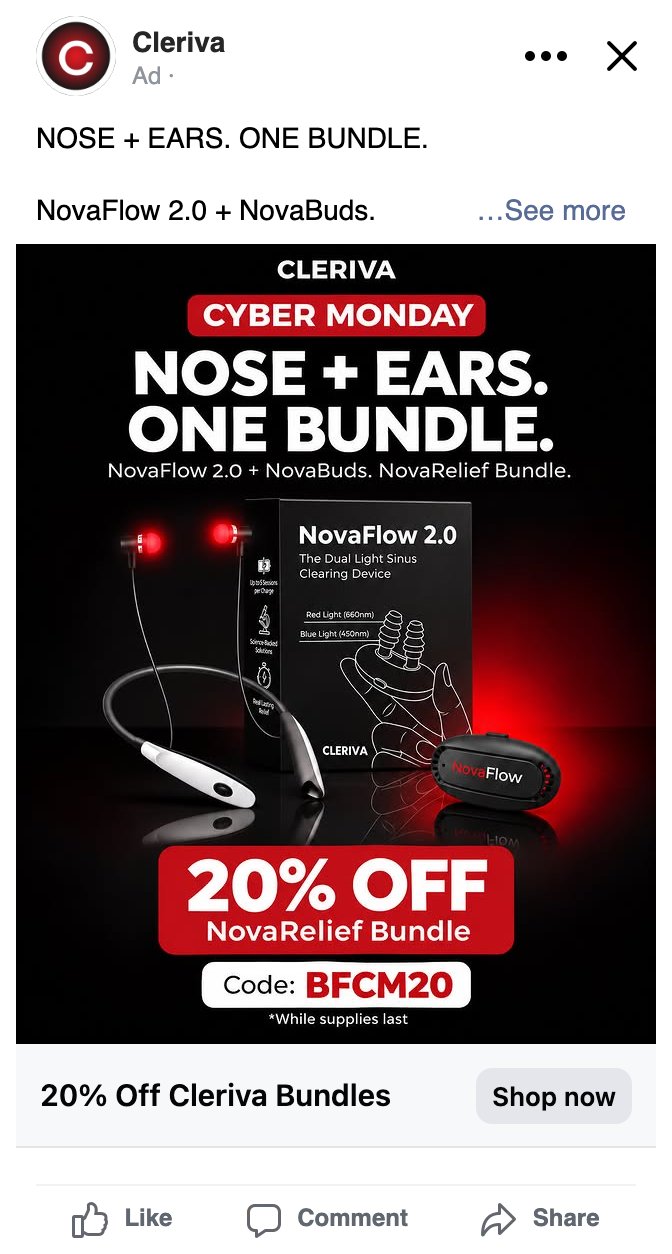 Cleriva
Ad ·
NOSE + EARS. ONE BUNDLE.
NovaFlow 2.0 + NovaBuds.
...See more
CLERIVA
CYBER MONDAY
NOSE + EARS.
ONE BUNDLE.
NovaFlow 2.0 + NovaBuds. NovaRelief Bundle.
NovaFlow 2.0
The Dual Light Sinus
Clearing Device
Up to 5 Sessions
per Charge
Red Light (660nm)
Blue Light (450nm)
Science-Backed
Solutions
Real Lasting
Relief
CLERIVA
NovaFlow
20% OFF
NovaRelief Bundle
Code: BFCM20
*While supplies last
20% Off Cleriva Bundles
Shop now
Like
Comment
Share